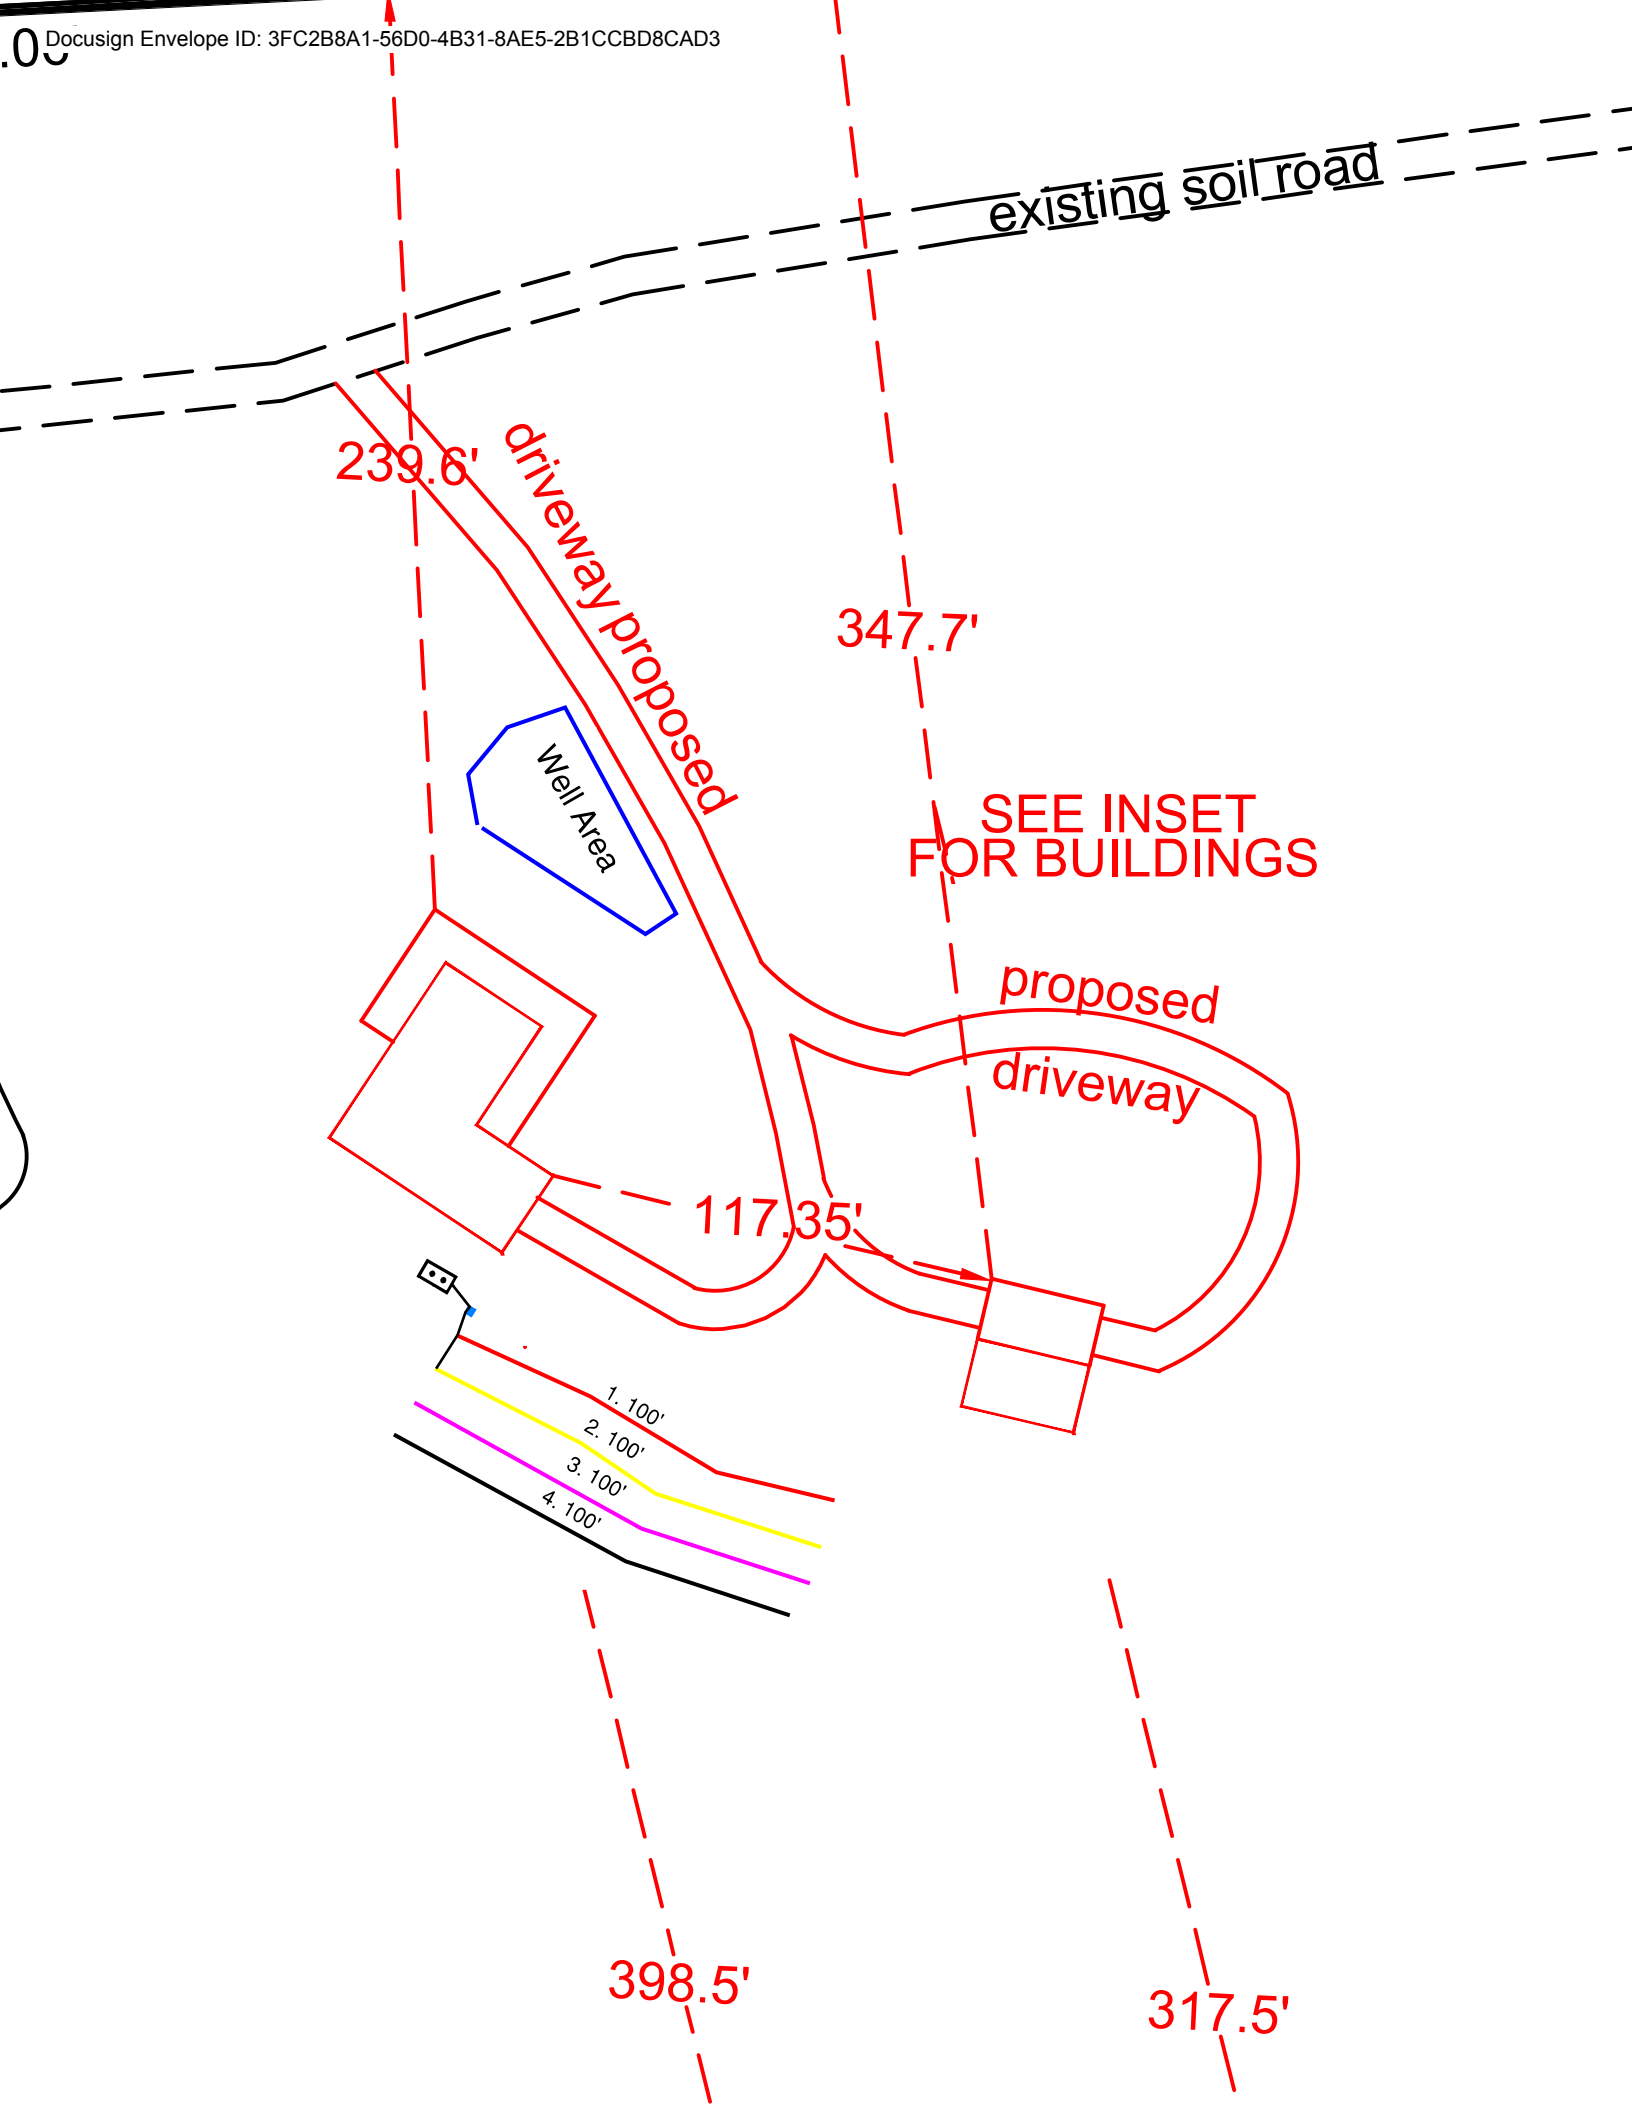 Docusign Envelope ID: 3FC2B8A1-56D0-4B31-8AE5-2B1CCBD8CAD3
existing soil road
239.6'
driveway proposed
347.7'
Well Area
SEE INSET
FOR BUILDINGS
proposed
driveway
117.35'
1. 100'
2. 100'
3. 100'
4. 100'
398.5'
317.5'